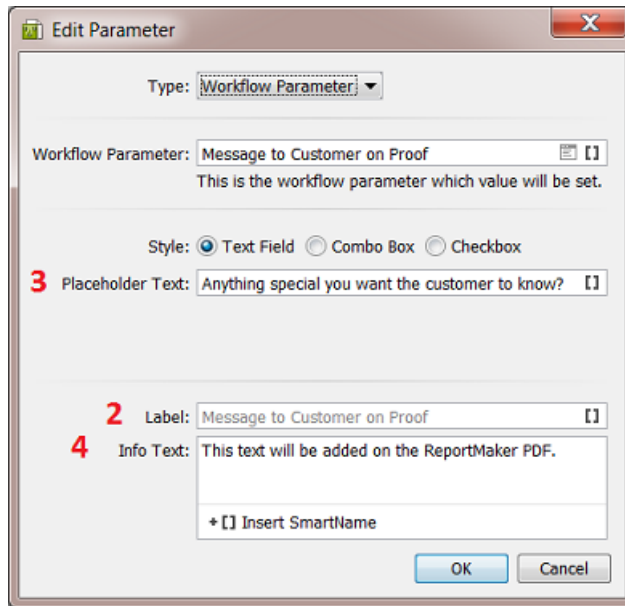 Edit Parameter
Type: Workflow Parameter
Workflow Parameter: Message to Customer on Proof
This is the workflow parameter which value will be set.
Style: Text Field Combo Box Checkbox
3 Placeholder Text: Anything special you want the customer to know?
2 Label: Message to Customer on Proof
4 Info Text: This text will be added on the ReportMaker PDF.
+[] Insert SmartName
OK Cancel